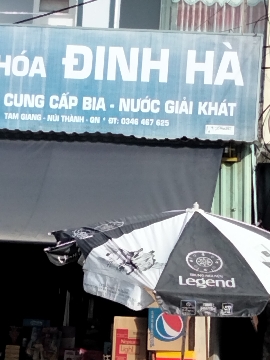 HÓA ĐINH HÀ
CUNG CẤP BIA - NƯỚC GIẢI KHÁT
TAM GIANG - NÚI THÀNH - QN * ĐT: 0346 467 625
Legend